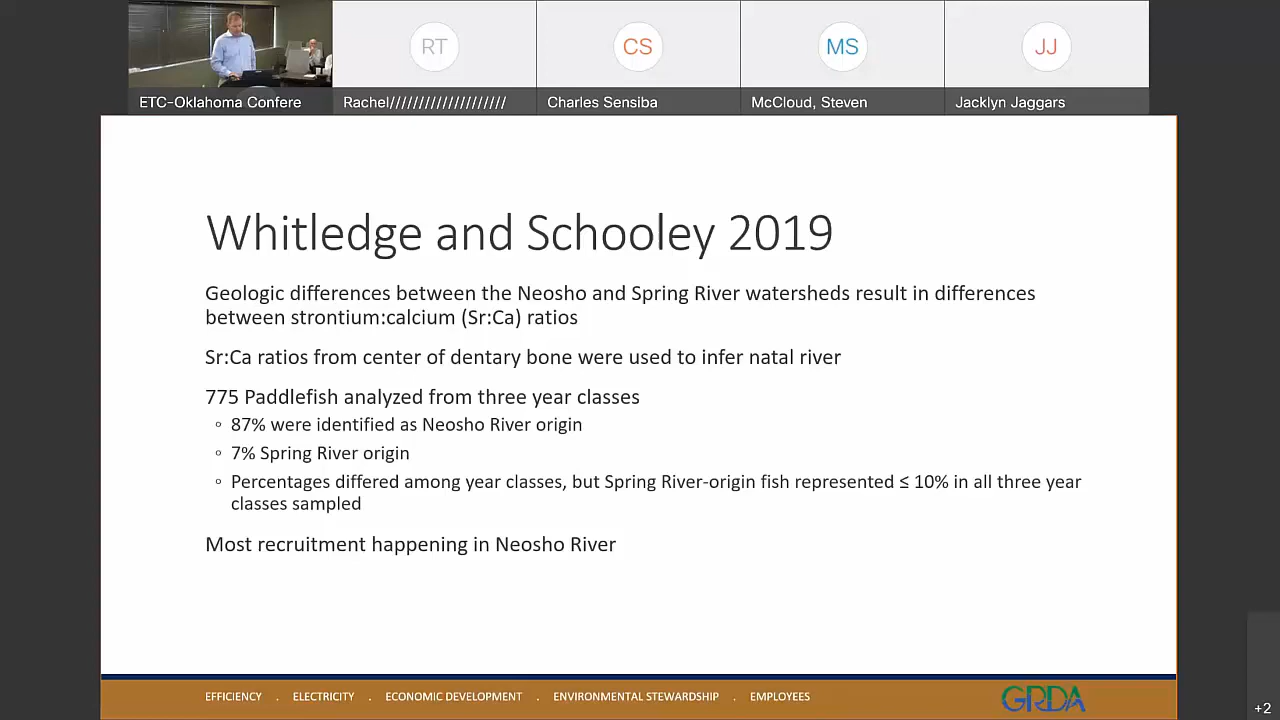 RT
CS
MS
JJ
ETC-Oklahoma Confere
Rachel////////////////////
Charles Sensiba
McCloud, Steven
Jacklyn Jaggars
Whitledge and Schooley 2019
Geologic differences between the Neosho and Spring River watersheds result in differences
between strontium:calcium (Sr:Ca) ratios
Sr:Ca ratios from center of dentary bone were used to infer natal river
775 Paddlefish analyzed from three year classes
◦ 87% were identified as Neosho River origin
◦ 7% Spring River origin
◦ Percentages differed among year classes, but Spring River-origin fish represented ≤ 10% in all three year
classes sampled
Most recruitment happening in Neosho River
EFFICIENCY . ELECTRICITY . ECONOMIC DEVELOPMENT . ENVIRONMENTAL STEWARDSHIP . EMPLOYEES
GRDA
+2